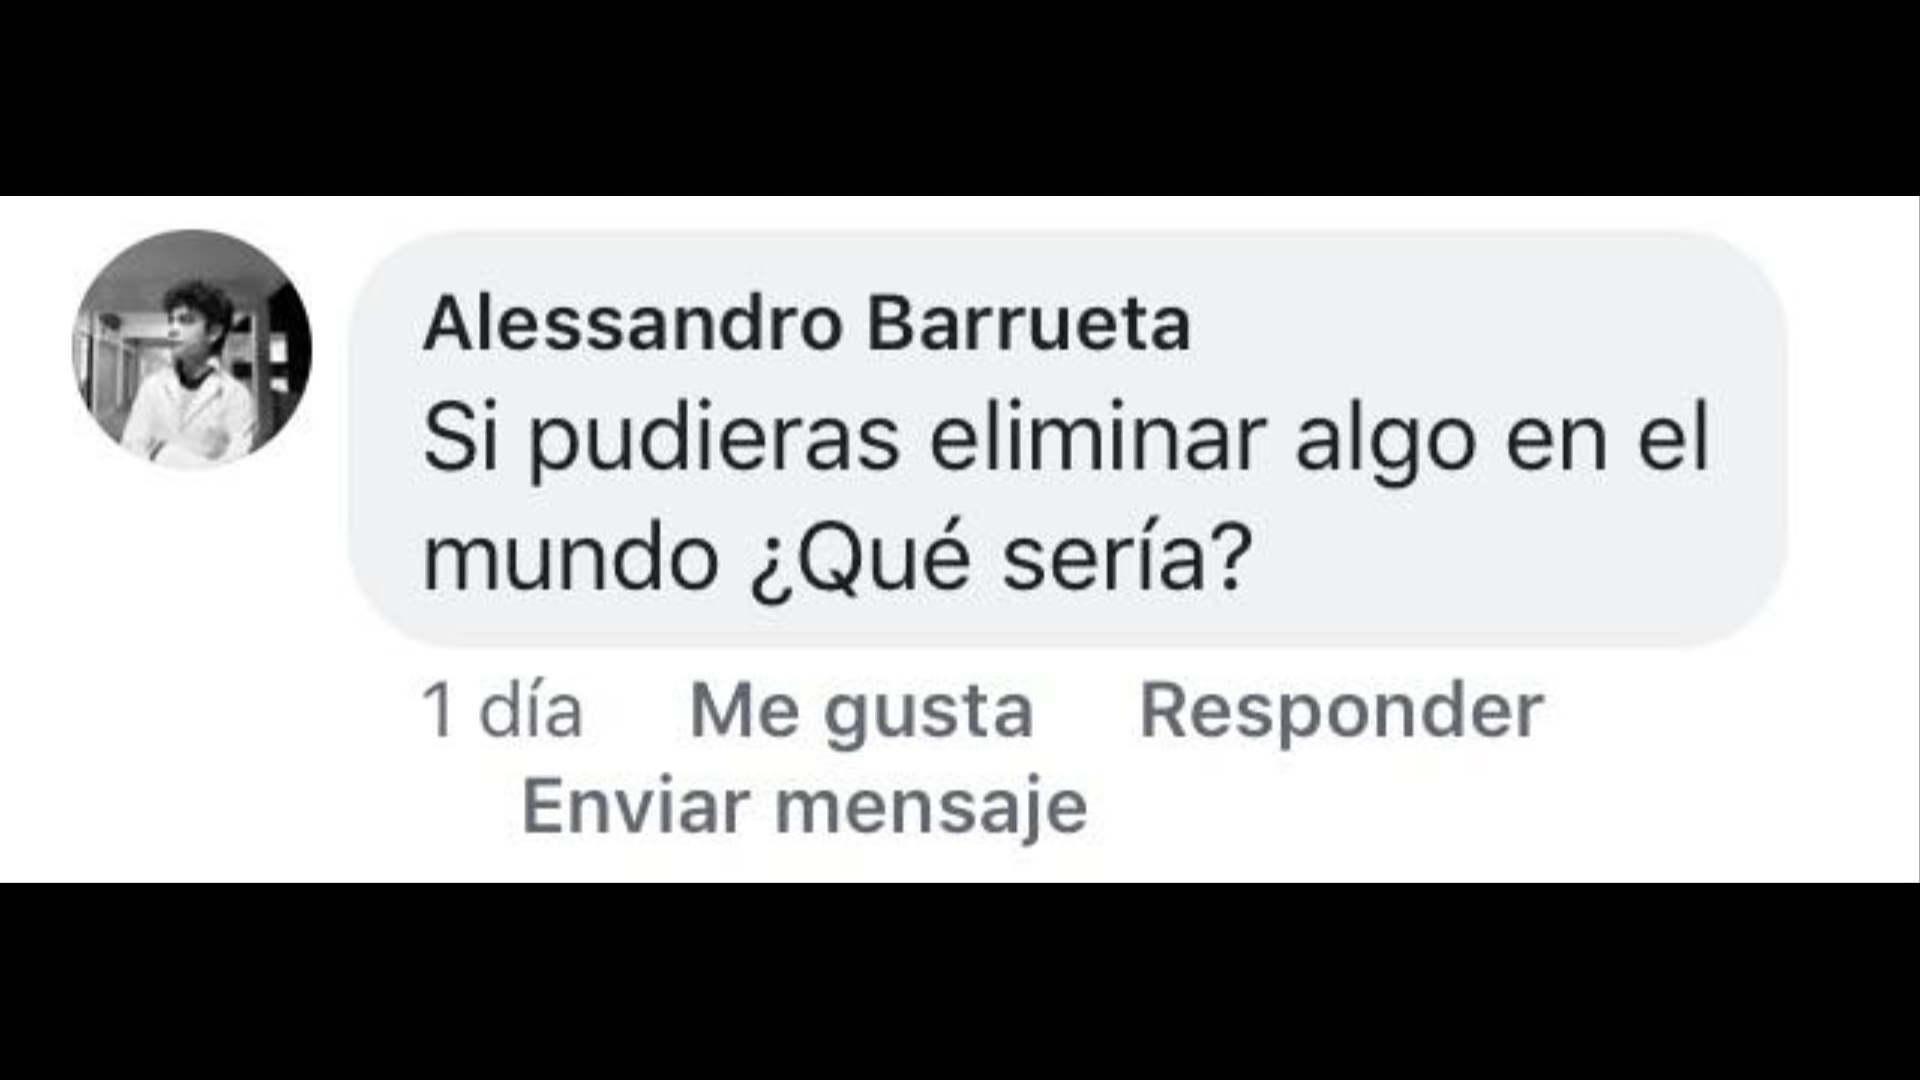 Alessandro Barrueta
Si pudieras eliminar algo en el
mundo ¿Qué sería?
1 día Me gusta Responder
Enviar mensaje